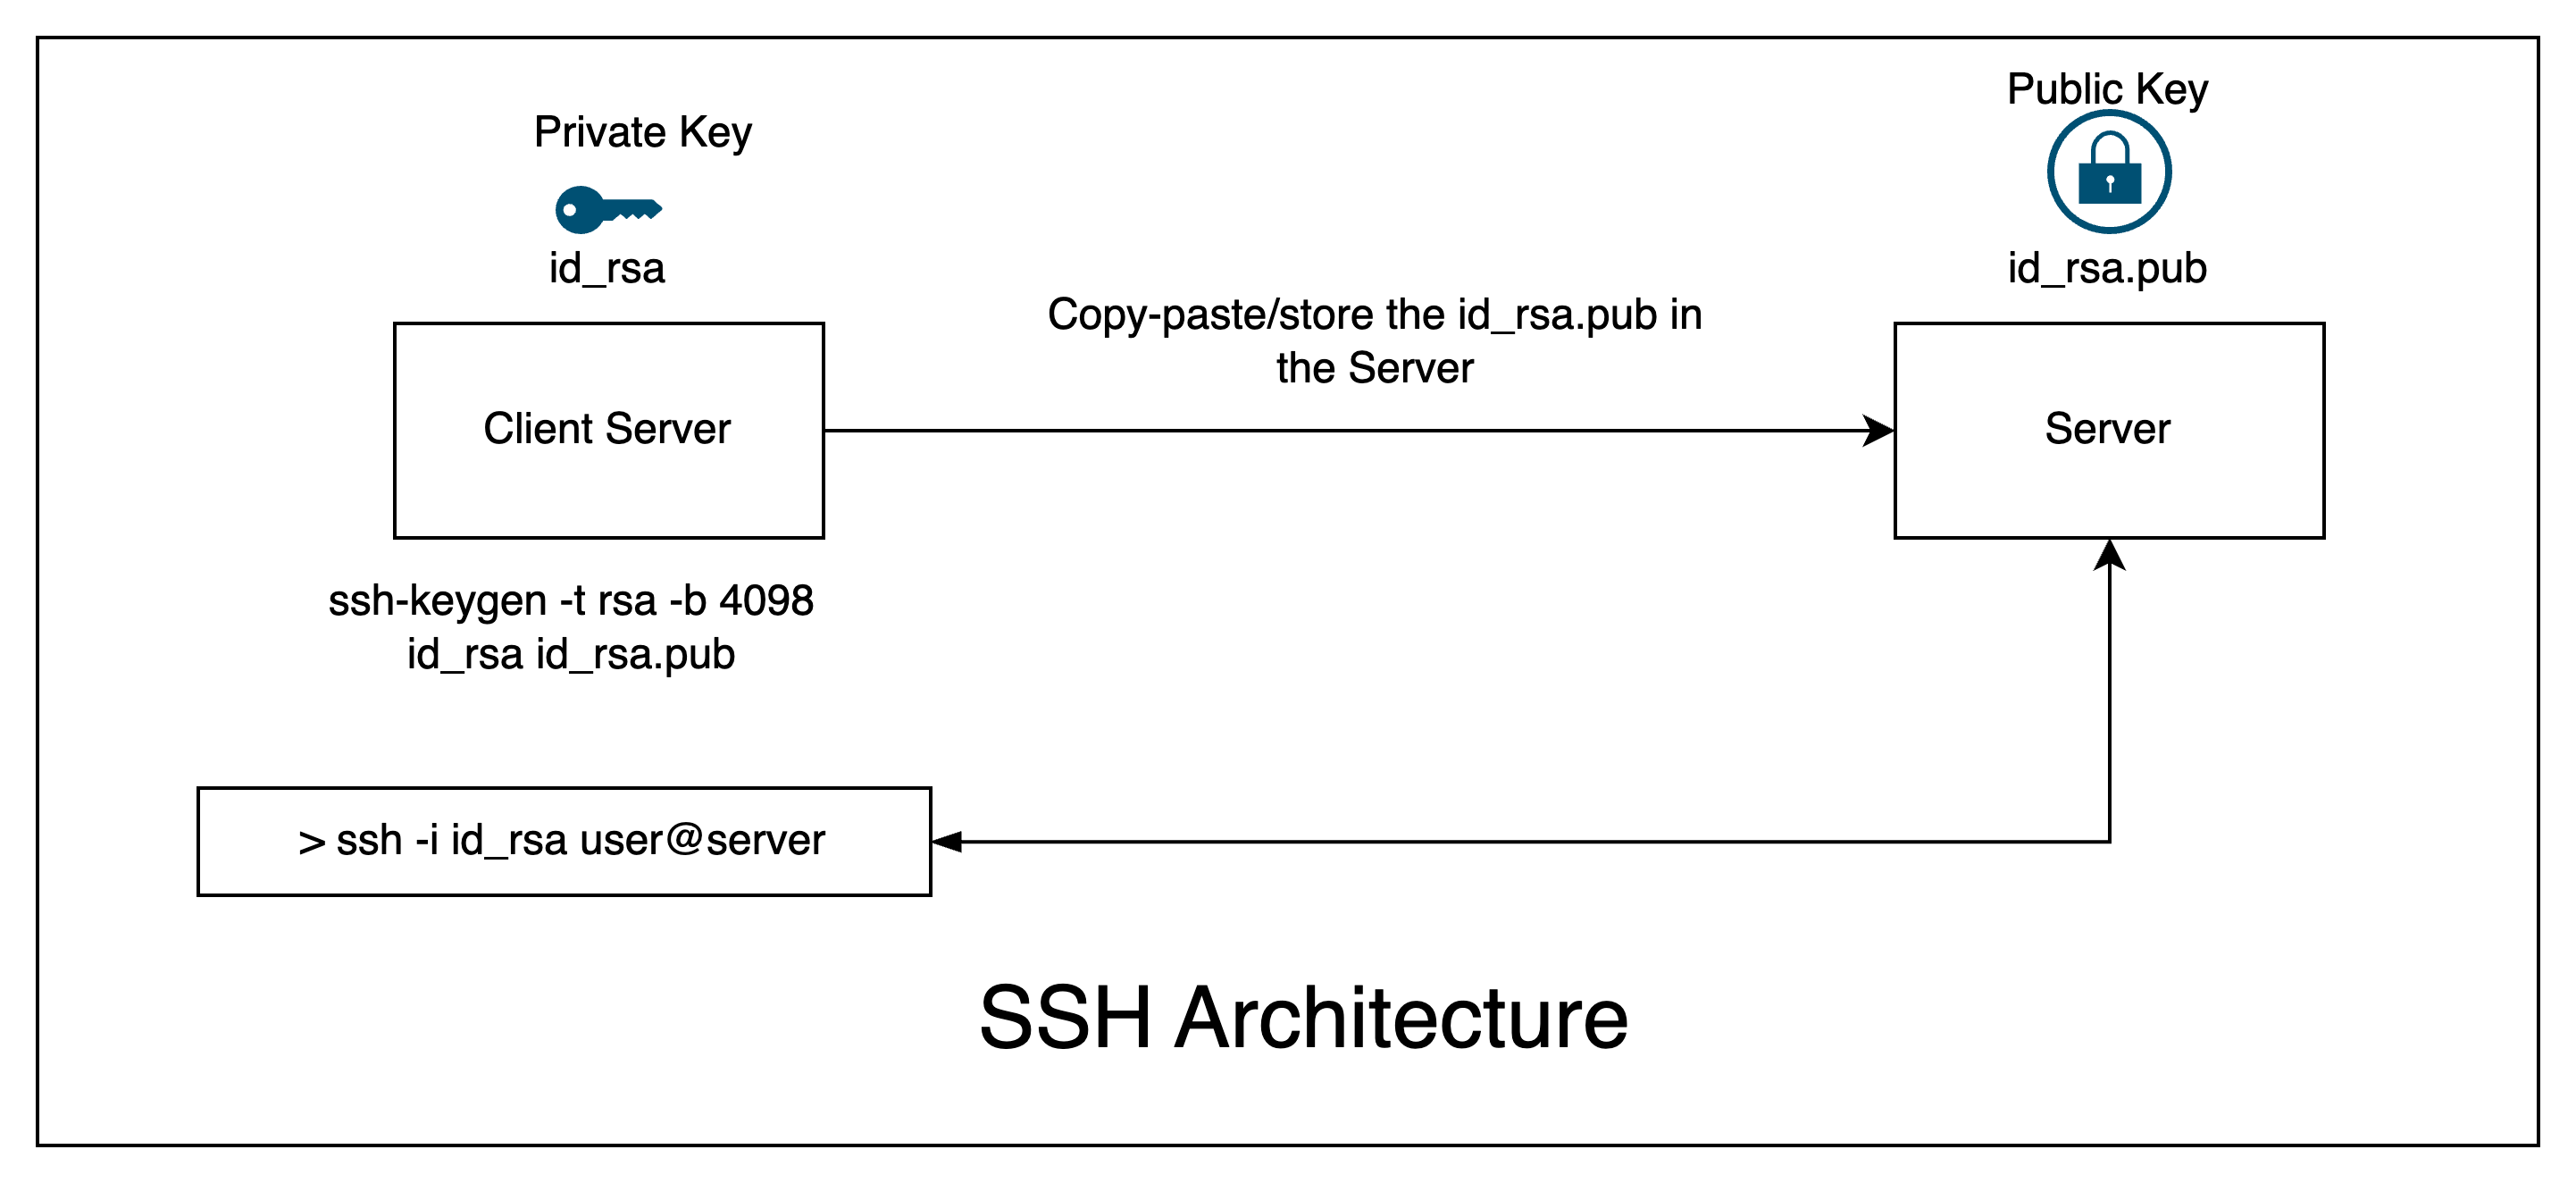 Private Key
id_rsa
Public Key
id_rsa.pub
Copy-paste/store the id_rsa.pub in
the Server
Client Server
Server
ssh-keygen -t rsa -b 4098
id_rsa id_rsa.pub
> ssh -i id_rsa user@server
SSH Architecture